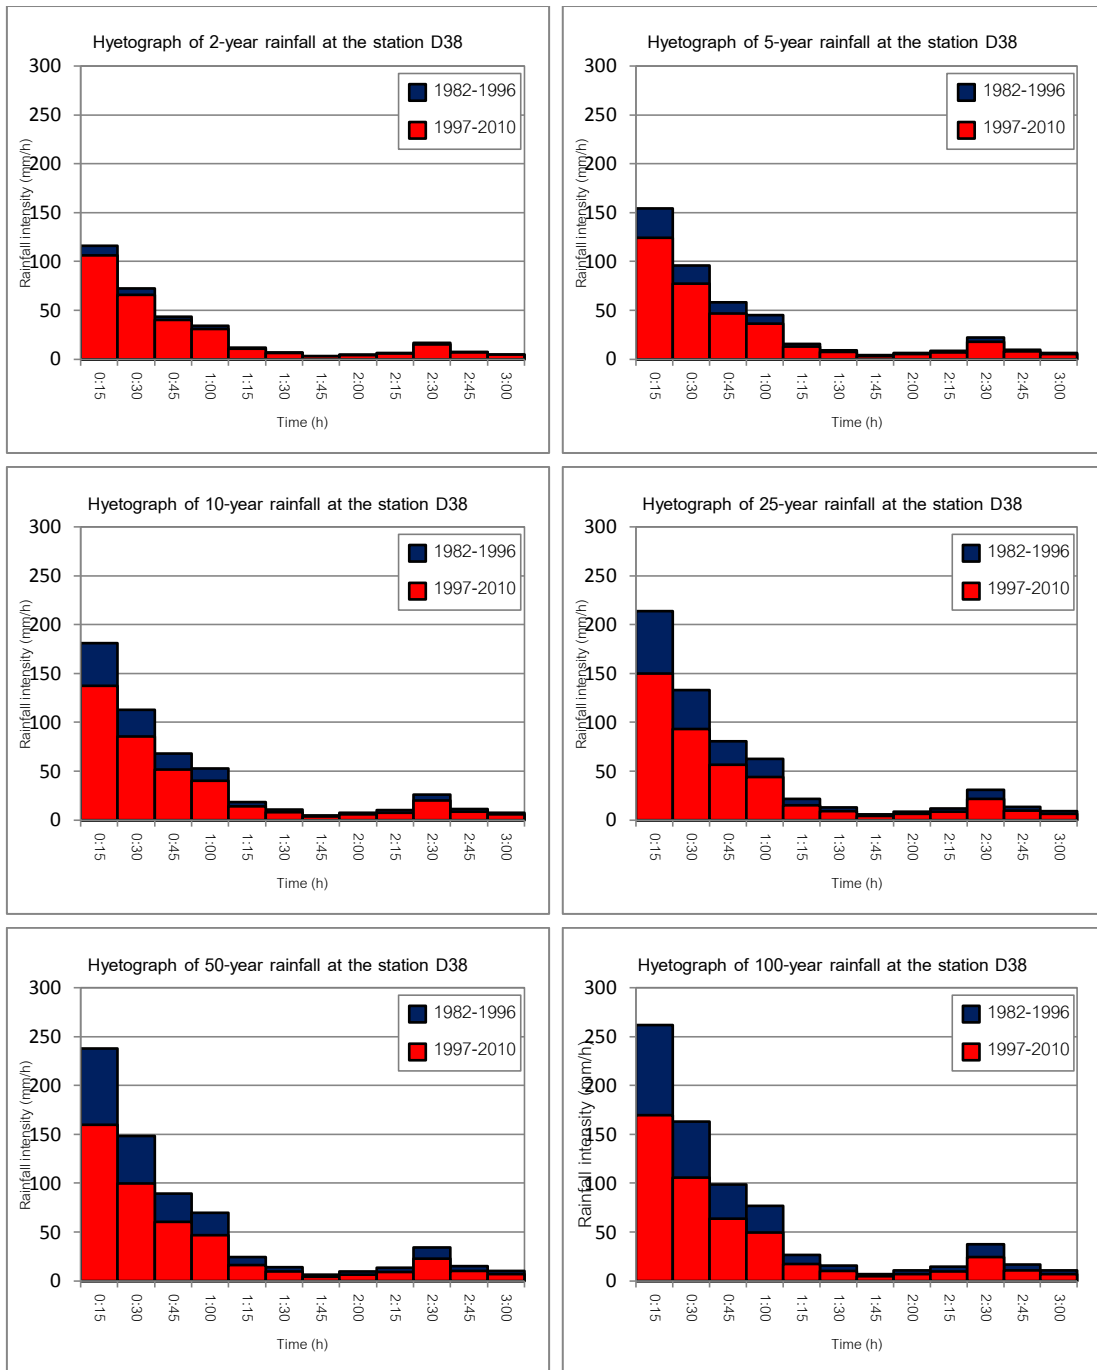 Hyetograph of 2-year rainfall at the station D38
300
250
200
150
100
50
0
Rainfall intensity (mm/h)
1982-1996
1997-2010
0:15 0:30 0:45 1:00 1:15 1:30 1:45 2:00 2:15 2:30 2:45 3:00
Time (h)
Hyetograph of 5-year rainfall at the station D38
300
250
200
150
100
50
0
Rainfall intensity (mm/h)
1982-1996
1997-2010
0:15 0:30 0:45 1:00 1:15 1:30 1:45 2:00 2:15 2:30 2:45 3:00
Time (h)
Hyetograph of 10-year rainfall at the station D38
300
250
200
150
100
50
0
Rainfall intensity (mm/h)
1982-1996
1997-2010
0:15 0:30 0:45 1:00 1:15 1:30 1:45 2:00 2:15 2:30 2:45 3:00
Time (h)
Hyetograph of 25-year rainfall at the station D38
300
250
200
150
100
50
0
Rainfall intensity (mm/h)
1982-1996
1997-2010
0:15 0:30 0:45 1:00 1:15 1:30 1:45 2:00 2:15 2:30 2:45 3:00
Time (h)
Hyetograph of 50-year rainfall at the station D38
300
250
200
150
100
50
0
Rainfall intensity (mm/h)
1982-1996
1997-2010
0:15 0:30 0:45 1:00 1:15 1:30 1:45 2:00 2:15 2:30 2:45 3:00
Time (h)
Hyetograph of 100-year rainfall at the station D38
300
250
200
150
100
50
0
Rainfall intensity (mm/h)
1982-1996
1997-2010
0:15 0:30 0:45 1:00 1:15 1:30 1:45 2:00 2:15 2:30 2:45 3:00
Time (h)